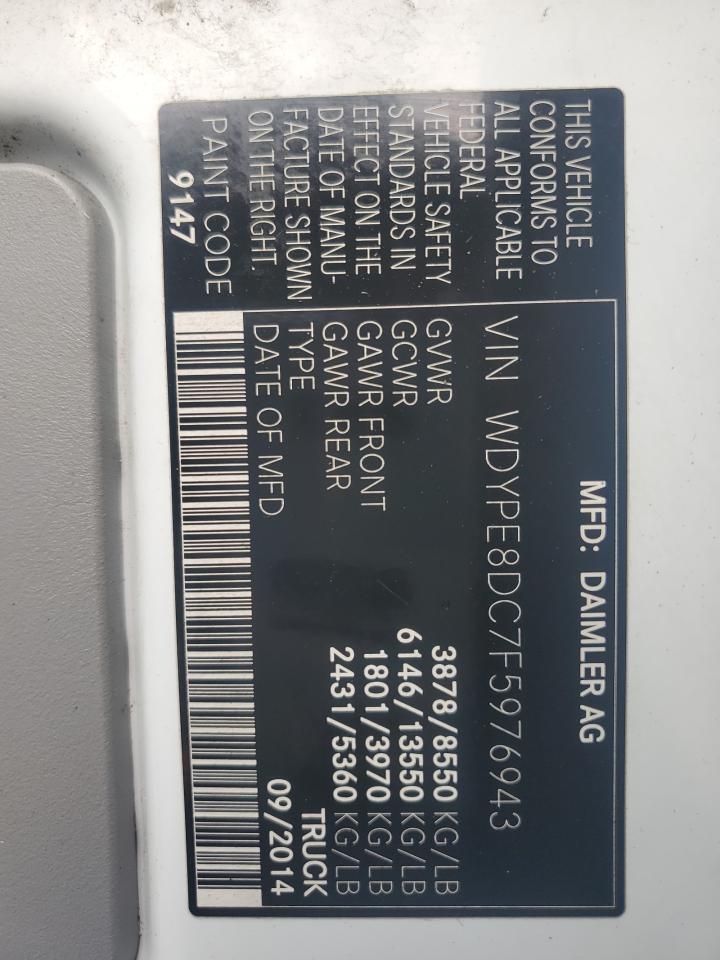 MFD: DAIMLER AG
THIS VEHICLE
CONFORMS TO
ALL APPLICABLE
FEDERAL
VEHICLE SAFETY
STANDARDS IN
EFFECT ON THE
DATE OF MANU-
FACTURE SHOWN
ON THE RIGHT.
PAINT CODE
9147
VIN WDYPE8DC7F5976943
GVWR 3878/8550 KG/LB
GCWR 6146/13550 KG/LB
GAWR FRONT 1801/3970 KG/LB
GAWR REAR 2431/5360 KG/LB
TYPE TRUCK
DATE OF MFD 09/2014